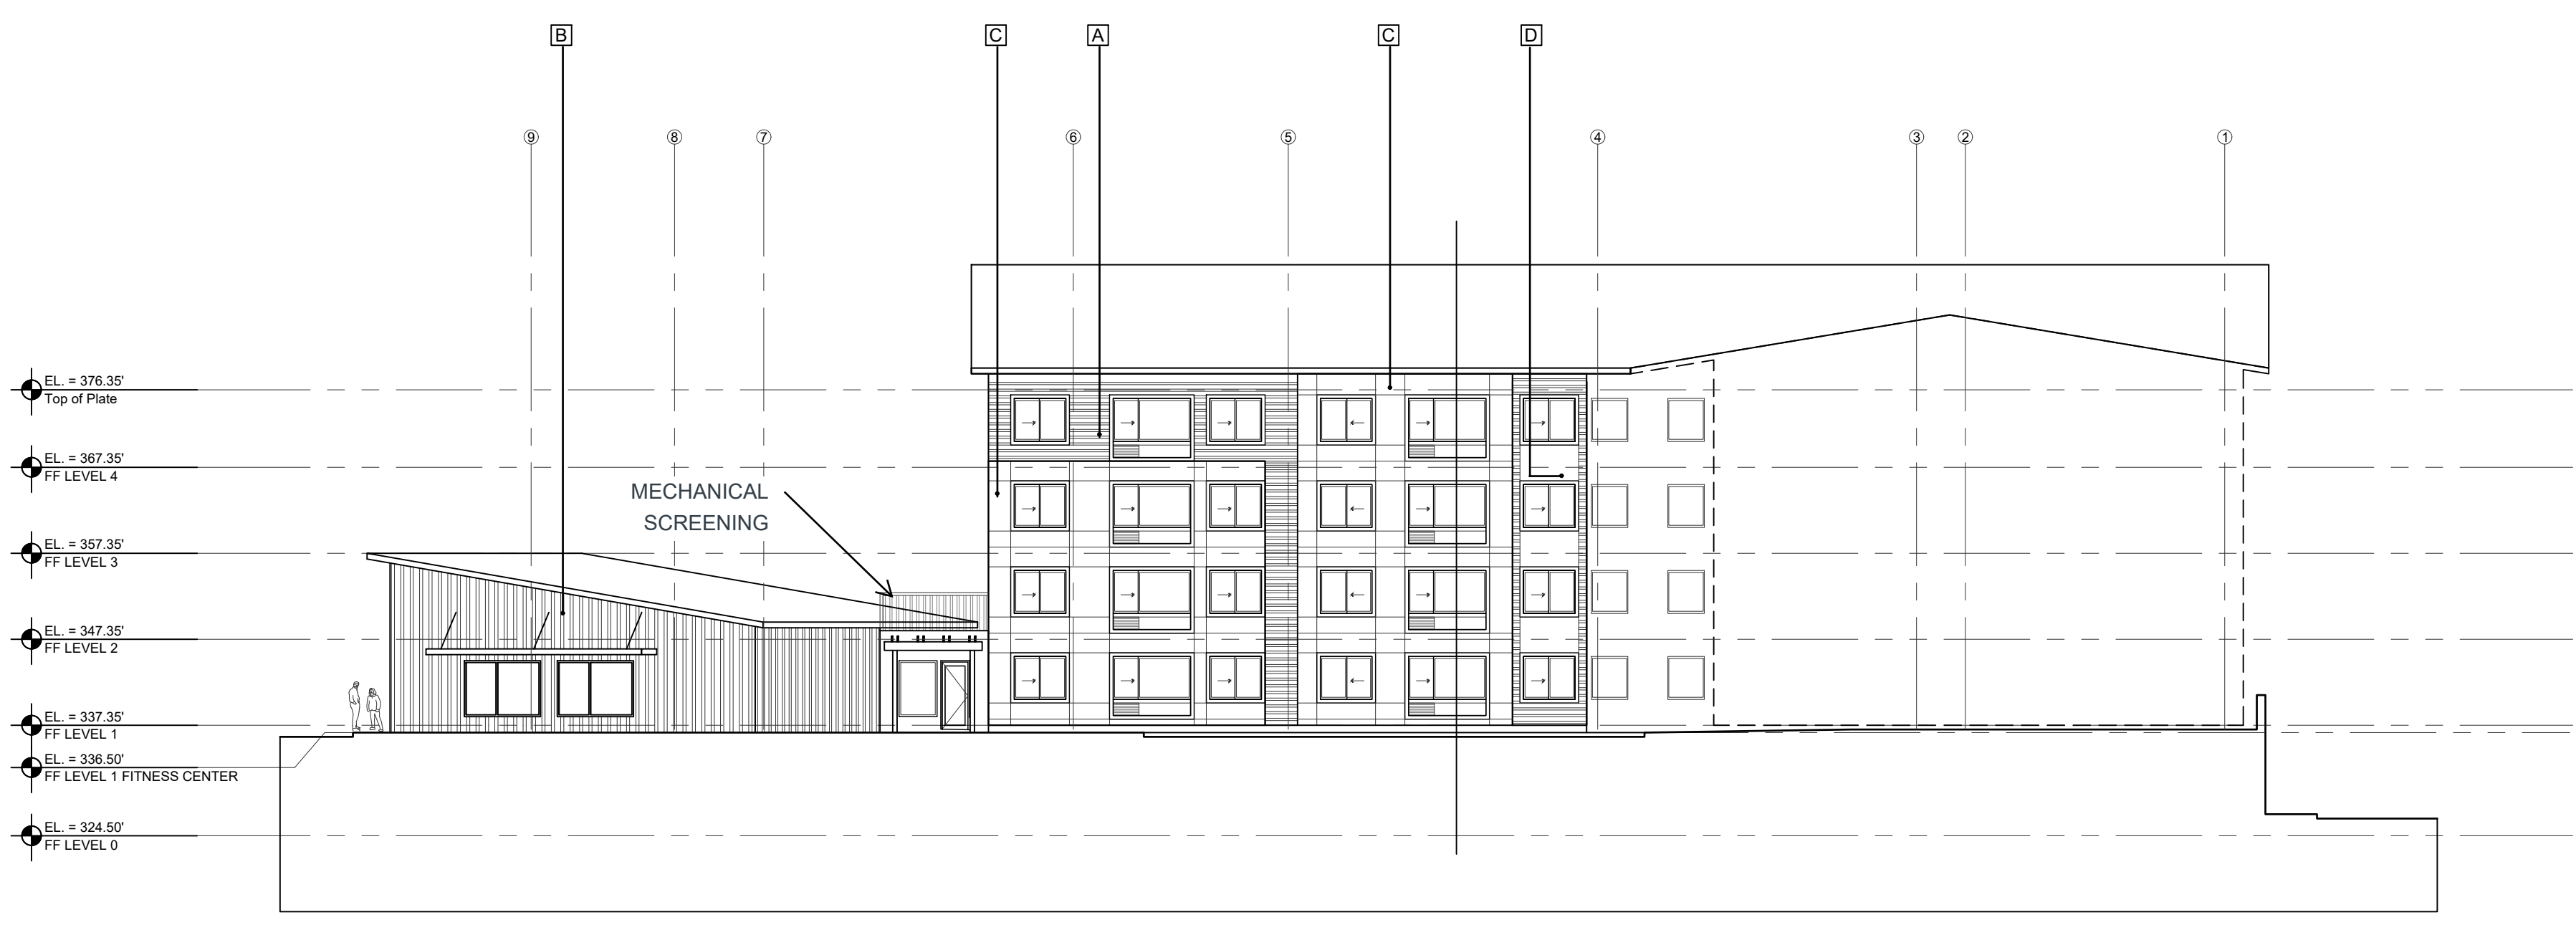 B
C
A
C
D
9
8
7
6
5
4
3
2
1
EL. = 376.35'
Top of Plate
EL. = 367.35'
FF LEVEL 4
MECHANICAL
SCREENING
EL. = 357.35'
FF LEVEL 3
EL. = 347.35'
FF LEVEL 2
EL. = 337.35'
FF LEVEL 1
EL. = 336.50'
FF LEVEL 1 FITNESS CENTER
EL. = 324.50'
FF LEVEL 0